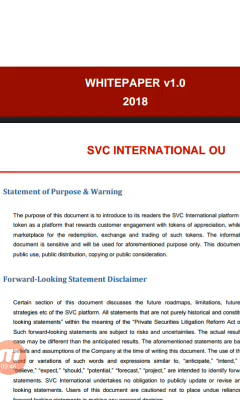 WHITEPAPER v1.0
2018
SVC INTERNATIONAL OU
Statement of Purpose & Warning
The purpose of this document is to introduce to its readers the SVC International platform
token as a platform that rewards customer engagement with tokens of appreciation, while
marketplace for the redemption, exchange and trading of such tokens. The informat
document is sensitive and will be used for aforementioned purpose only. This documen
public use, public distribution, copying or public consideration.
Forward-Looking Statement Disclaimer
Certain section of this document discusses the future roadmaps, limitations, future
strategies etc of the SVC platform. All statements that are not purely historical and constit
looking statements" within the meaning of the "Private Securities Litigation Reform Act o
Such forward-looking statements are subject to risks and uncertainties. The actual result
case may be different than the anticipated results. The aforementioned statements are ba
and assumptions of the Company at the time of writing this document. The use of th
or variations of such words and expressions similar to, "anticipate," "intend,"
"expect," "should," "potential," "forecast," "project," are intended to identify forwa
statements. SVC International undertakes no obligation to publicly update or revise an
looking statements. Users of this document are cautioned not to place undue relianc